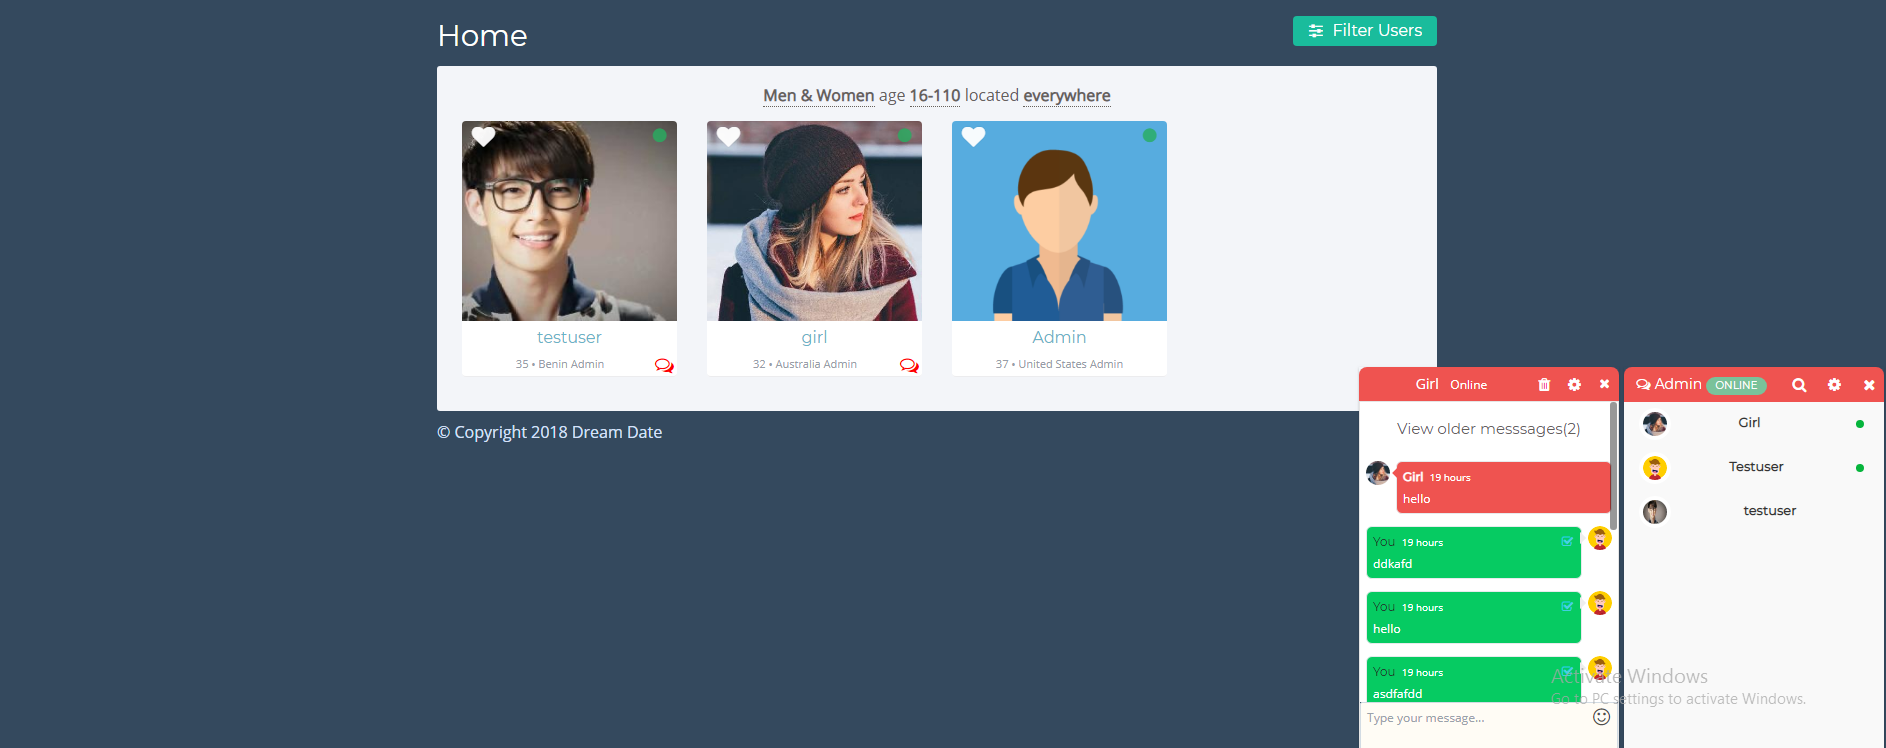 Home
Filter Users
Men & Women age 16-110 located everywhere
testuser
35 • Benin Admin
girl
32 • Australia Admin
Admin
37 • United States Admin
© Copyright 2018 Dream Date
Girl Online
View older messsages(2)
Girl 19 hours
hello
You 19 hours
ddkafd
You 19 hours
hello
You 19 hours
asdfafdd
Type your message...
Admin ONLINE
Girl
Testuser
testuser
Activate Windows
Go to PC settings to activate Windows.